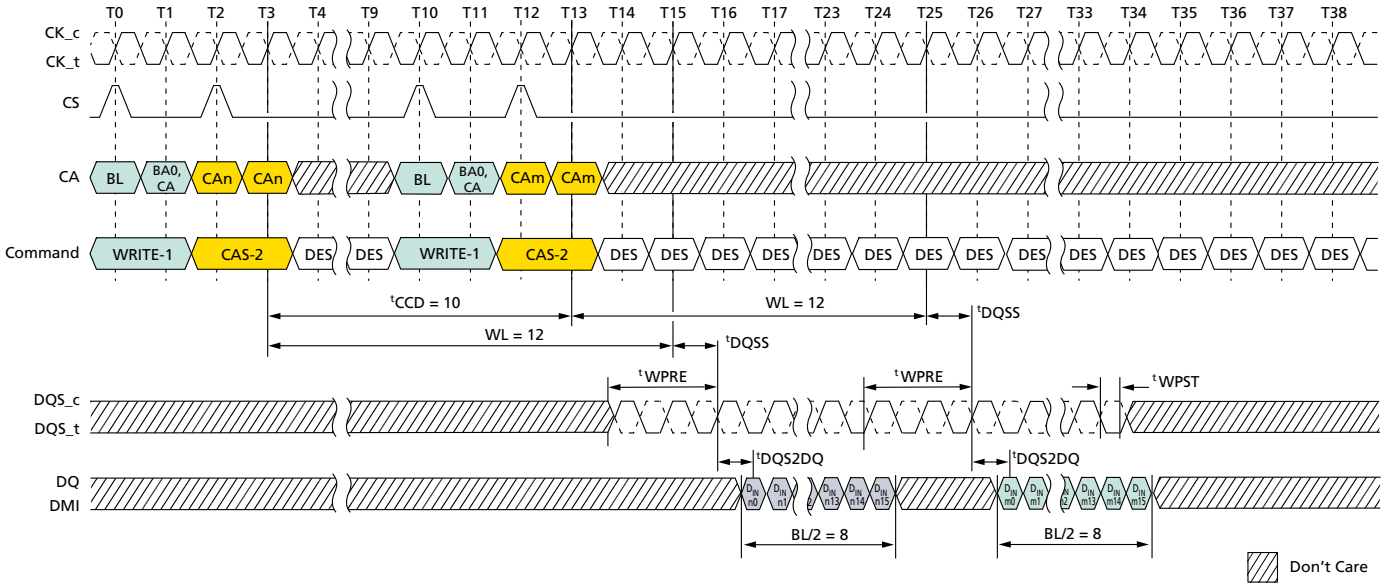 T0 T1 T2 T3 T4 T9 T10 T11 T12 T13 T14 T15 T16 T17 T23 T24 T25 T26 T27 T33 T34 T35 T36 T37 T38
CK_c
CK_t
CS
CA BL BA0, CA CAn CAn BL BA0, CA CAm CAm
Command WRITE-1 CAS-2 DES DES WRITE-1 CAS-2 DES DES DES DES DES DES DES DES DES DES DES DES DES DES DES
tCCD = 10 WL = 12 tDQSS
WL = 12 tDQSS
tWPRE tWPRE tWPST
DQS_c
DQS_t
tDQS2DQ tDQS2DQ
DQ
DMI
DIN n0 DIN n1 DIN n13 DIN n14 DIN n15 DIN m0 DIN m1 DIN m13 DIN m14 DIN m15
BL/2 = 8 BL/2 = 8
Don't Care